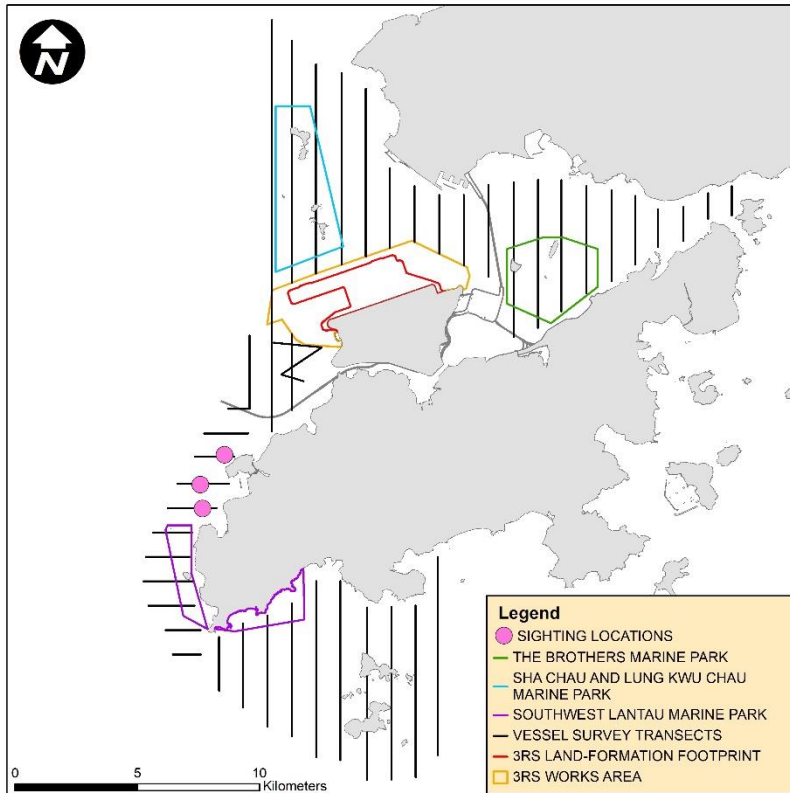 N
Legend
SIGHTING LOCATIONS
THE BROTHERS MARINE PARK
SHA CHAU AND LUNG KWU CHAU
MARINE PARK
SOUTHWEST LANTAU MARINE PARK
VESSEL SURVEY TRANSECTS
3RS LAND-FORMATION FOOTPRINT
3RS WORKS AREA
0 5 10
Kilometers